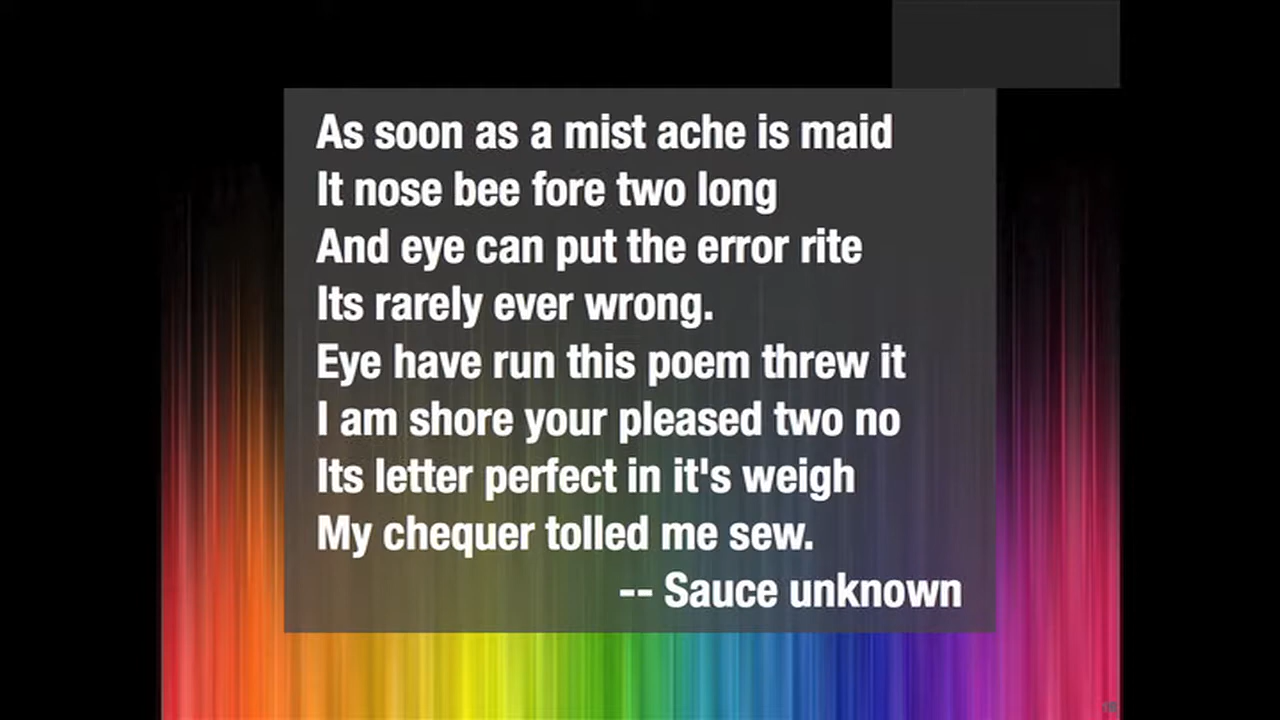 As soon as a mist ache is maid
It nose bee fore two long
And eye can put the error rite
Its rarely ever wrong.
Eye have run this poem threw it
I am shore your pleased two no
Its letter perfect in it's weigh
My chequer tolled me sew.
-- Sauce unknown